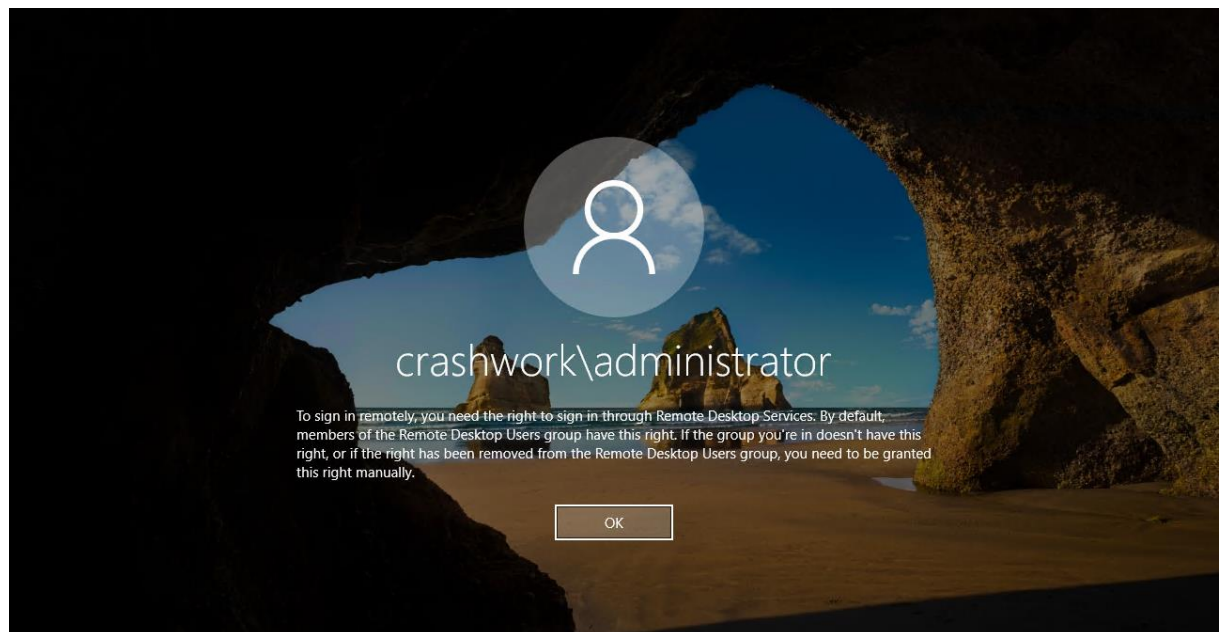 crashwork\administrator
To sign in remotely, you need the right to sign in through Remote Desktop Services. By default,
members of the Remote Desktop Users group have this right. If the group you're in doesn't have this
right, or if the right has been removed from the Remote Desktop Users group, you need to be granted
this right manually.
OK